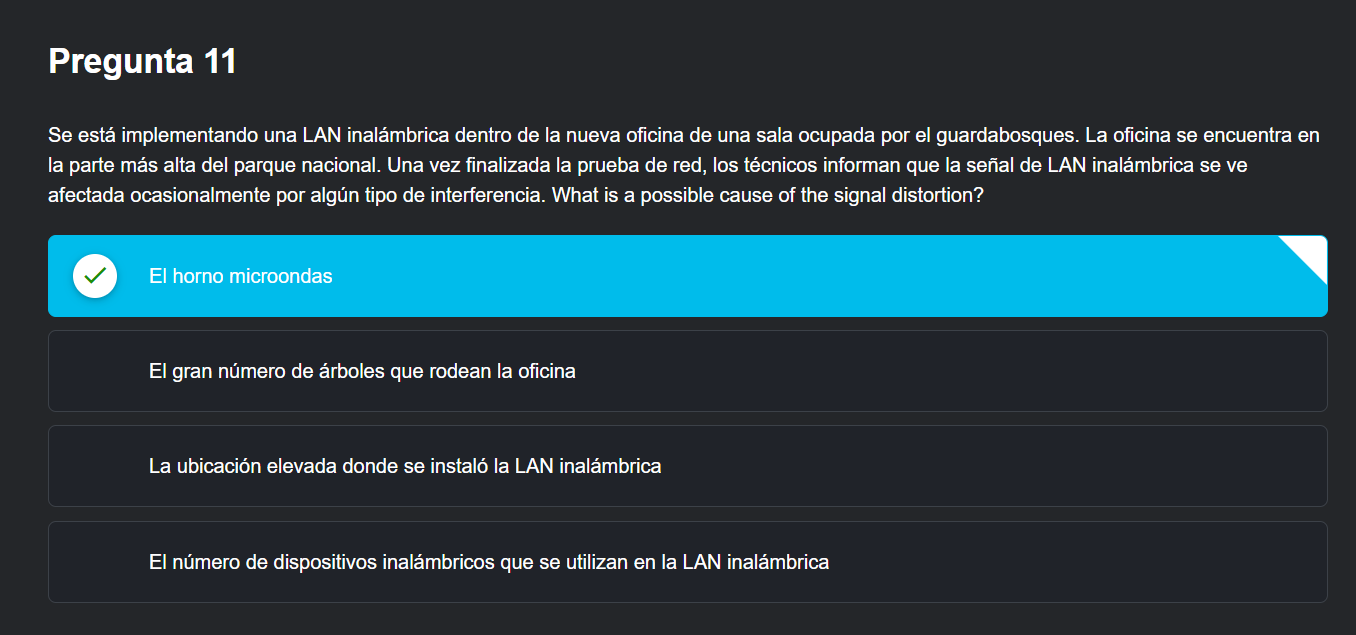 Pregunta 11
Se está implementando una LAN inalámbrica dentro de la nueva oficina de una sala ocupada por el guardabosques. La oficina se encuentra en
la parte más alta del parque nacional. Una vez finalizada la prueba de red, los técnicos informan que la señal de LAN inalámbrica se ve
afectada ocasionalmente por algún tipo de interferencia. What is a possible cause of the signal distortion?
El horno microondas
El gran número de árboles que rodean la oficina
La ubicación elevada donde se instaló la LAN inalámbrica
El número de dispositivos inalámbricos que se utilizan en la LAN inalámbrica